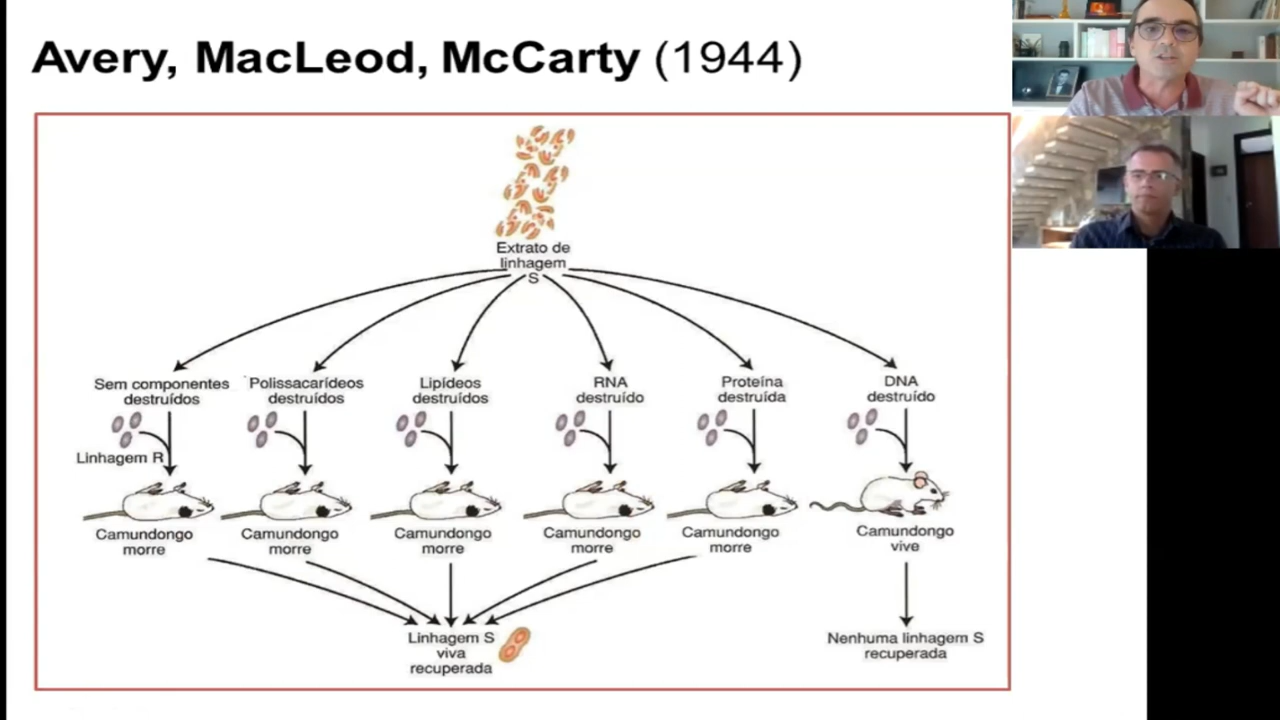 Avery, MacLeod, McCarty (1944)
Extrato de
linhagem
S
Sem componentes
destruídos
Polissacarídeos
destruídos
Lipídeos
destruídos
RNA
destruído
Proteína
destruída
DNA
destruído
Linhagem R
Camundongo
morre
Camundongo
morre
Camundongo
morre
Camundongo
morre
Camundongo
morre
Camundongo
vive
Linhagem S
viva
recuperada
Nenhuma linhagem S
recuperada